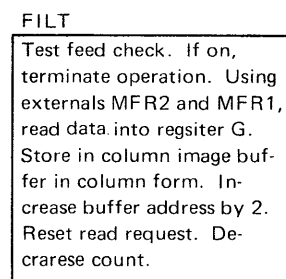 FILT
Test feed check. If on,
terminate operation. Using
externals MFR2 and MFR1,
read data into regsiter G.
Store in column image buf-
fer in column form. In-
crease buffer address by 2.
Reset read request. De-
crarese count.